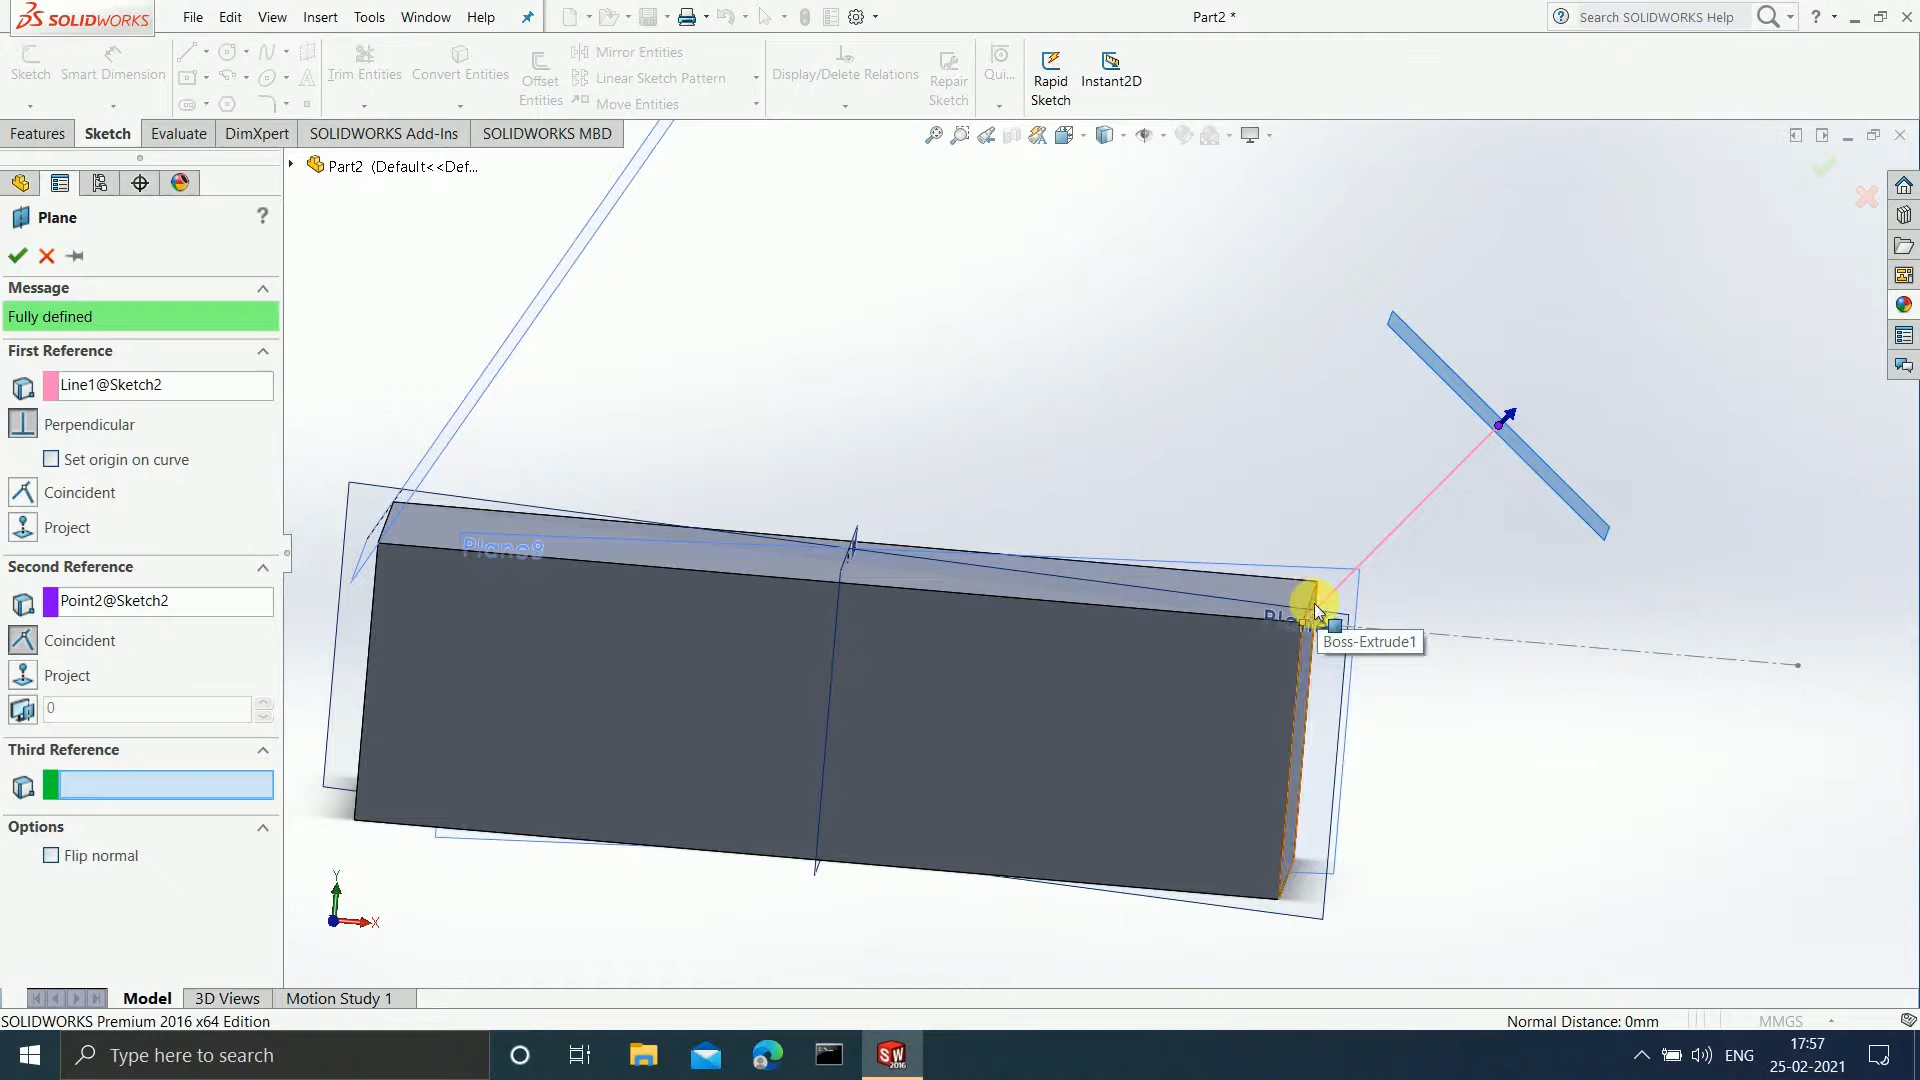 SOLIDWORKS
File Edit View Insert Tools Window Help
Part2 *
Search SOLIDWORKS Help
Sketch
Smart Dimension
Trim Entities
Convert Entities
Offset Entities
Mirror Entities
Linear Sketch Pattern
Move Entities
Display/Delete Relations
Repair Sketch
Qui...
Rapid Sketch
Instant2D
Features Sketch Evaluate DimXpert SOLIDWORKS Add-Ins SOLIDWORKS MBD
Part2 (Default<<Def...
Plane
?
Message
Fully defined
First Reference
Line1@Sketch2
Perpendicular
Set origin on curve
Coincident
Project
Second Reference
Point2@Sketch2
Coincident
Project
0
Third Reference
Options
Flip normal
Plane8
Boss-Extrude1
Y
X
Model 3D Views Motion Study 1
SOLIDWORKS Premium 2016 x64 Edition
Normal Distance: 0mm
MMGS
Type here to search
SW
2016
ENG
17:57
25-02-2021